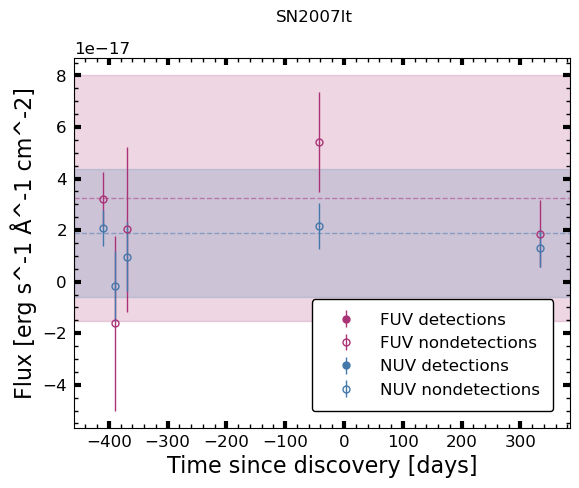 SN2007lt
1e−17
8
6
4
2
0
−2
−4
Flux [erg s^-1 Å^-1 cm^-2]
FUV detections
FUV nondetections
NUV detections
NUV nondetections
−400 −300 −200 −100 0 100 200 300
Time since discovery [days]